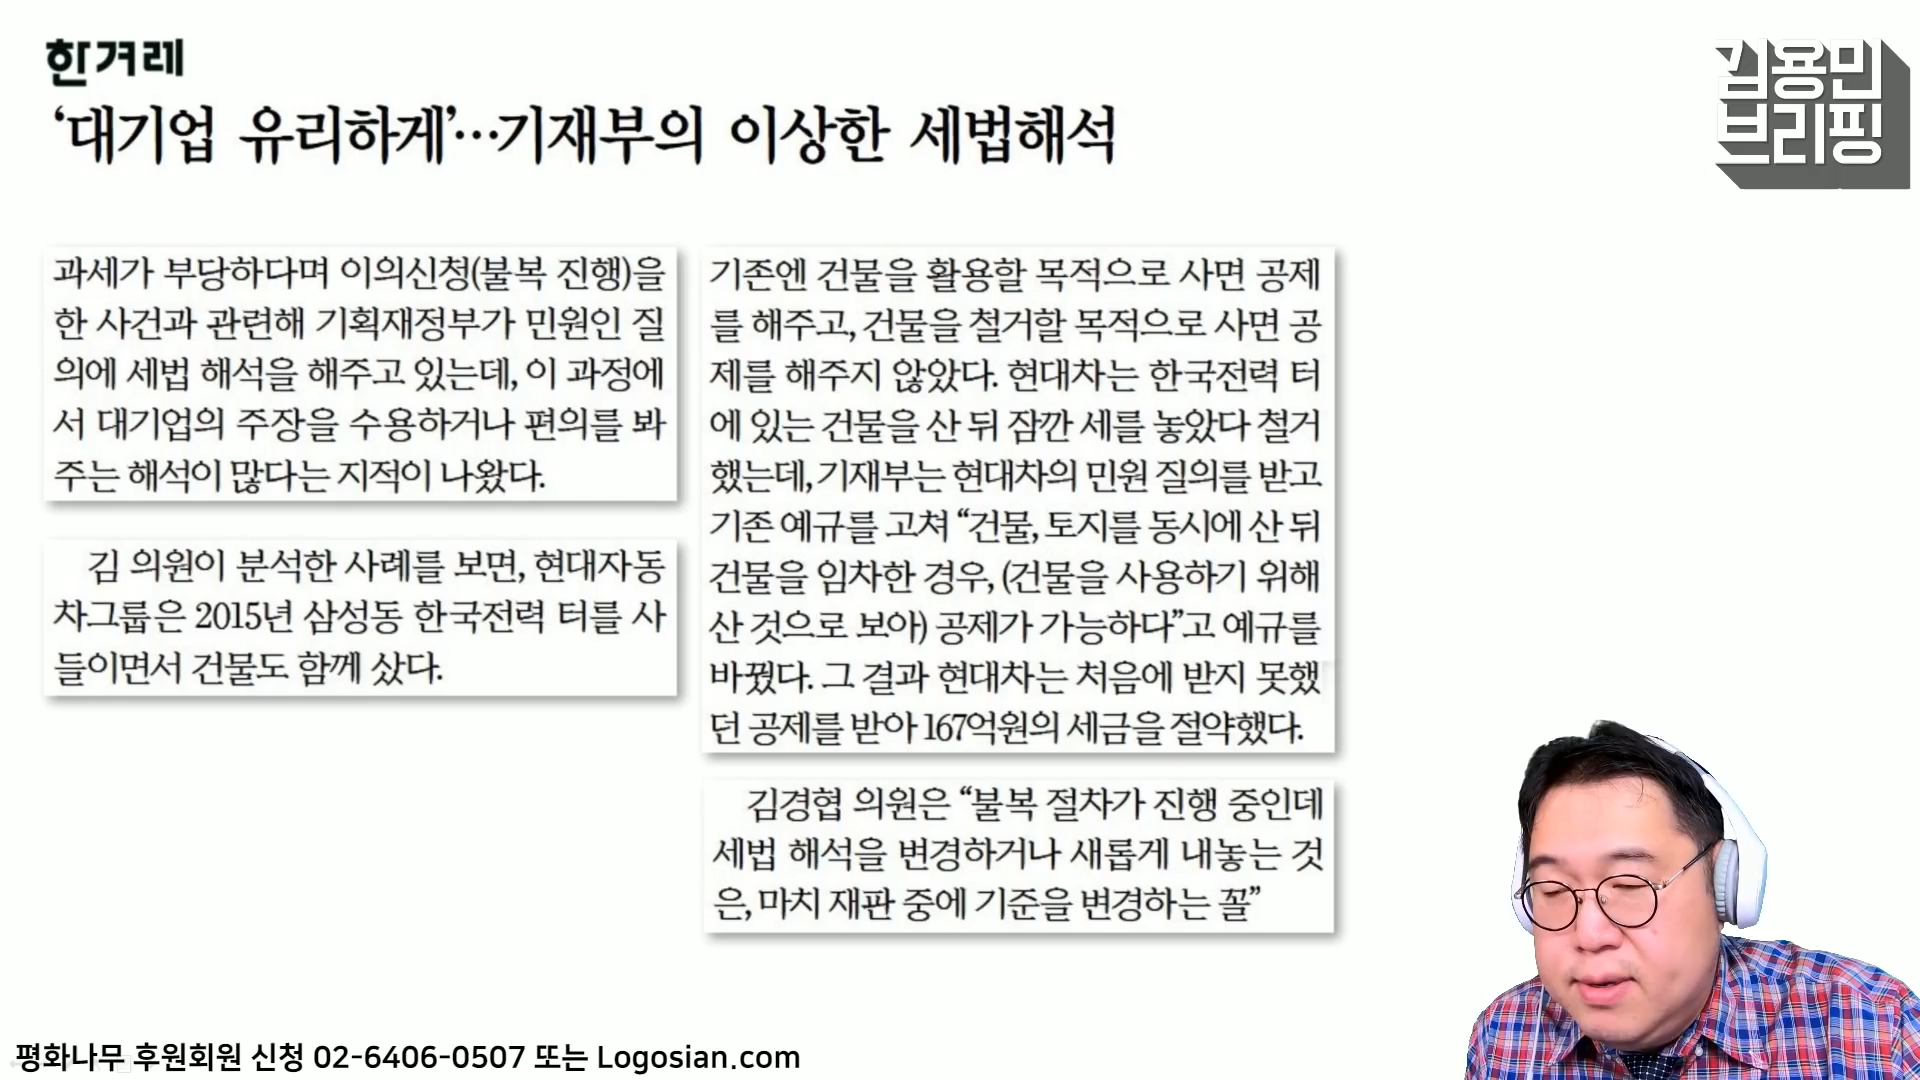 한겨레
‘대기업 유리하게’…기재부의 이상한 세법해석
김용민
브리핑
과세가 부당하다며 이의신청(불복 진행)을
한 사건과 관련해 기획재정부가 민원인 질
의에 세법 해석을 해주고 있는데, 이 과정에
서 대기업의 주장을 수용하거나 편의를 봐
주는 해석이 많다는 지적이 나왔다.
김 의원이 분석한 사례를 보면, 현대자동
차그룹은 2015년 삼성동 한국전력 터를 사
들이면서 건물도 함께 샀다.
기존엔 건물을 활용할 목적으로 사면 공제
를 해주고, 건물을 철거할 목적으로 사면 공
제를 해주지 않았다. 현대차는 한국전력 터
에 있는 건물을 산 뒤 잠깐 세를 놓았다 철거
했는데, 기재부는 현대차의 민원 질의를 받고
기존 예규를 고쳐 “건물, 토지를 동시에 산 뒤
건물을 임차한 경우, (건물을 사용하기 위해
산 것으로 보아) 공제가 가능하다”고 예규를
바꿨다. 그 결과 현대차는 처음에 받지 못했
던 공제를 받아 167억원의 세금을 절약했다.
김경협 의원은 “불복 절차가 진행 중인데
세법 해석을 변경하거나 새롭게 내놓는 것
은, 마치 재판 중에 기준을 변경하는 꼴”
평화나무 후원회원 신청 02-6406-0507 또는 Logosian.com